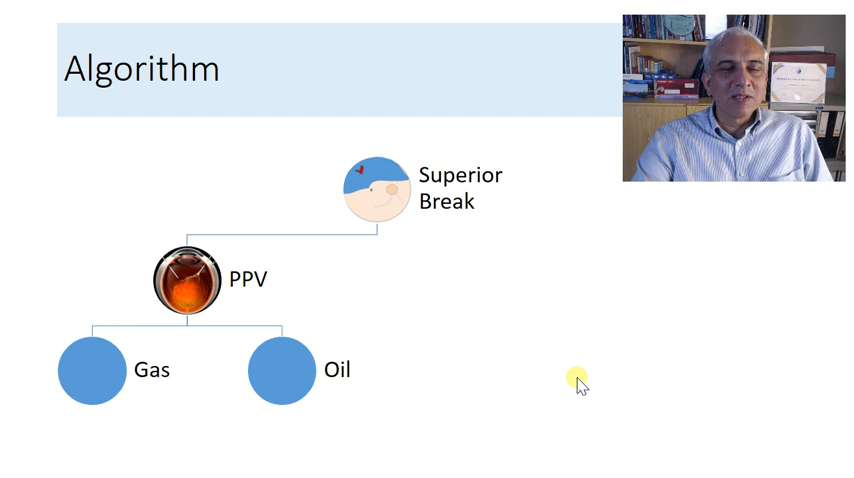 Algorithm
Superior
Break
PPV
Gas
Oil